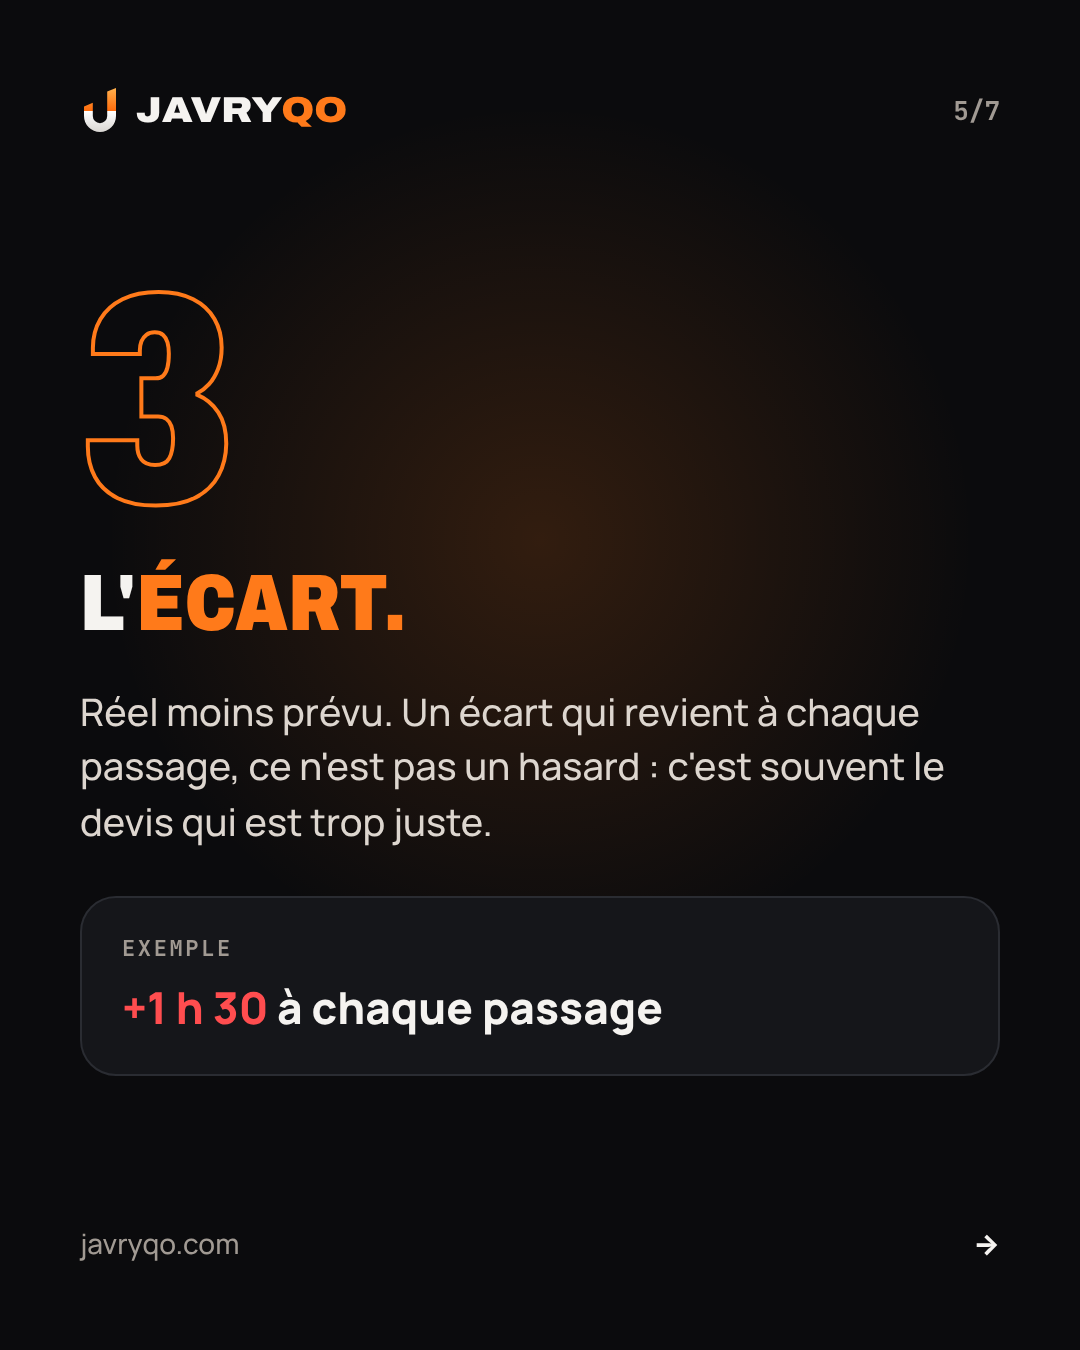 JAVRYQO
5/7
3
L'ÉCART.
Réel moins prévu. Un écart qui revient à chaque
passage, ce n'est pas un hasard : c'est souvent le
devis qui est trop juste.
EXEMPLE
+1 h 30 à chaque passage
javryqo.com →